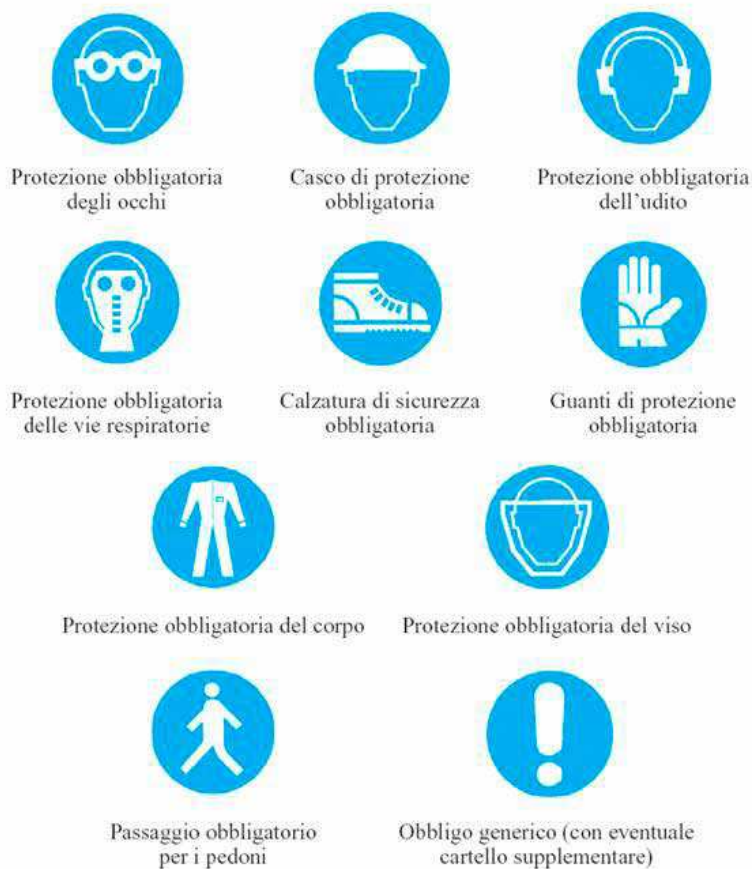 Protezione obbligatoria
degli occhi
Casco di protezione
obbligatoria
Protezione obbligatoria
dell'udito
Protezione obbligatoria
delle vie respiratorie
Calzatura di sicurezza
obbligatoria
Guanti di protezione
obbligatoria
Protezione obbligatoria del corpo
Protezione obbligatoria del viso
Passaggio obbligatorio
per i pedoni
Obbligo generico (con eventuale
cartello supplementare)